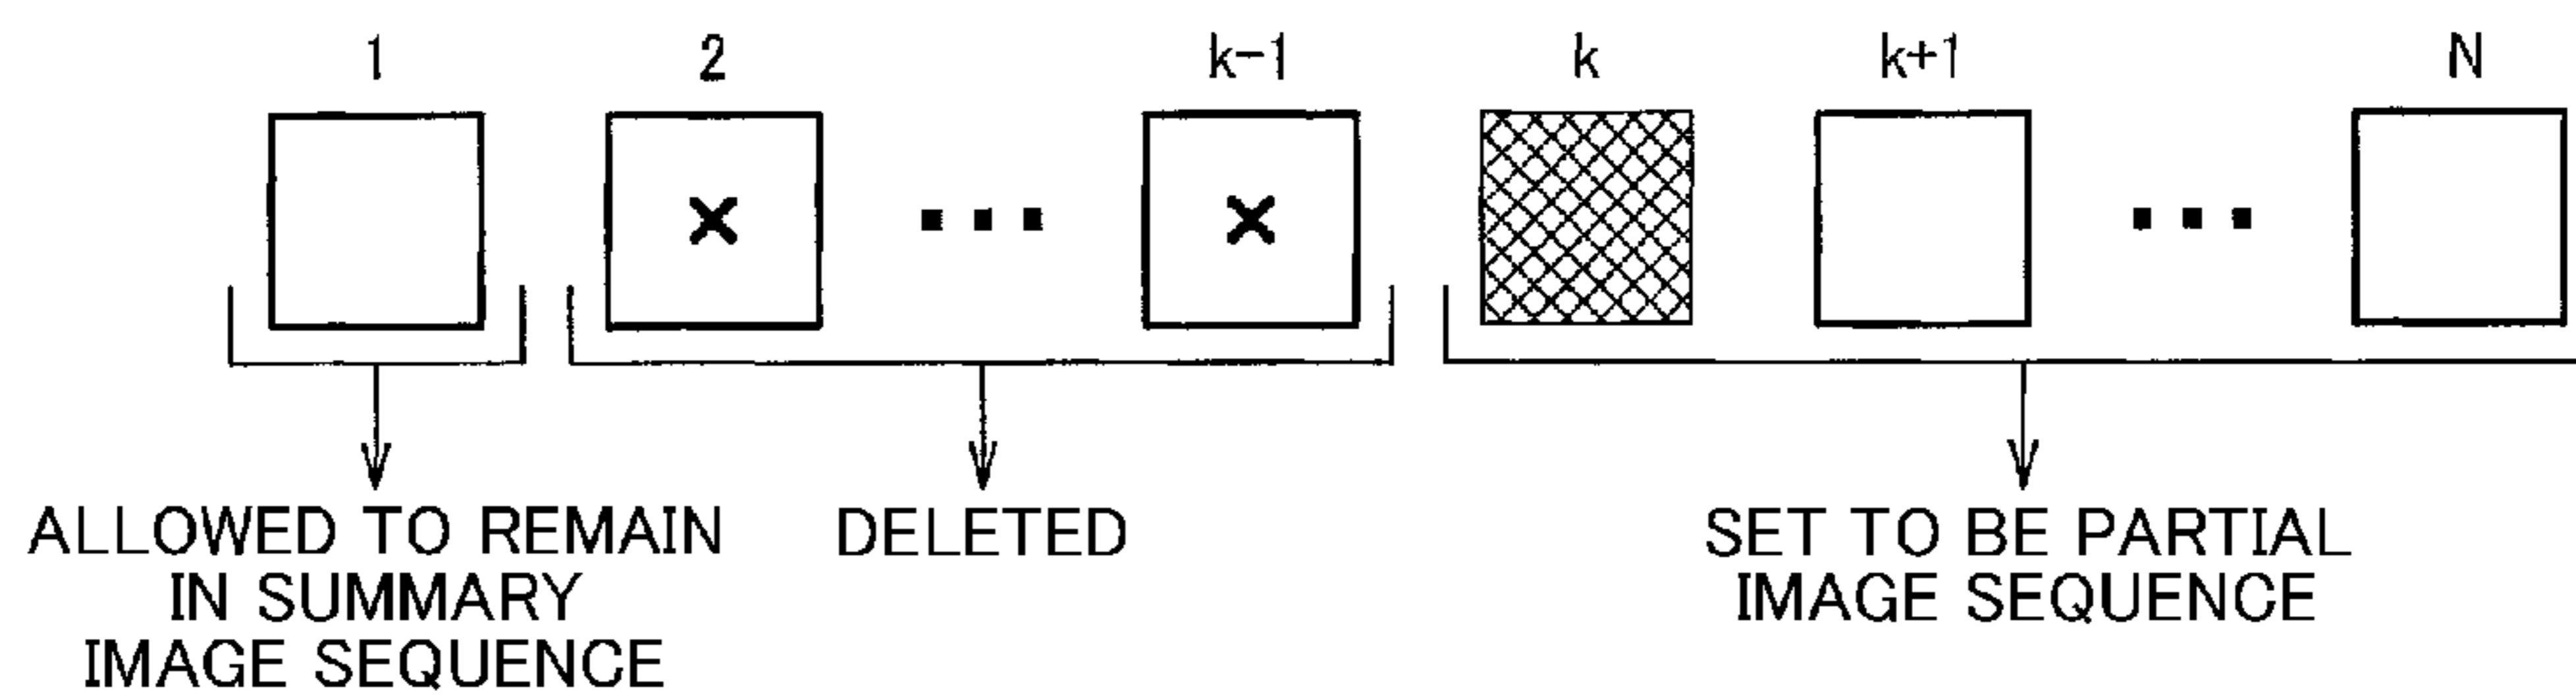 1 2 k-1 k k+1 N
× ... × ...
ALLOWED TO REMAIN
IN SUMMARY
IMAGE SEQUENCE
DELETED
SET TO BE PARTIAL
IMAGE SEQUENCE